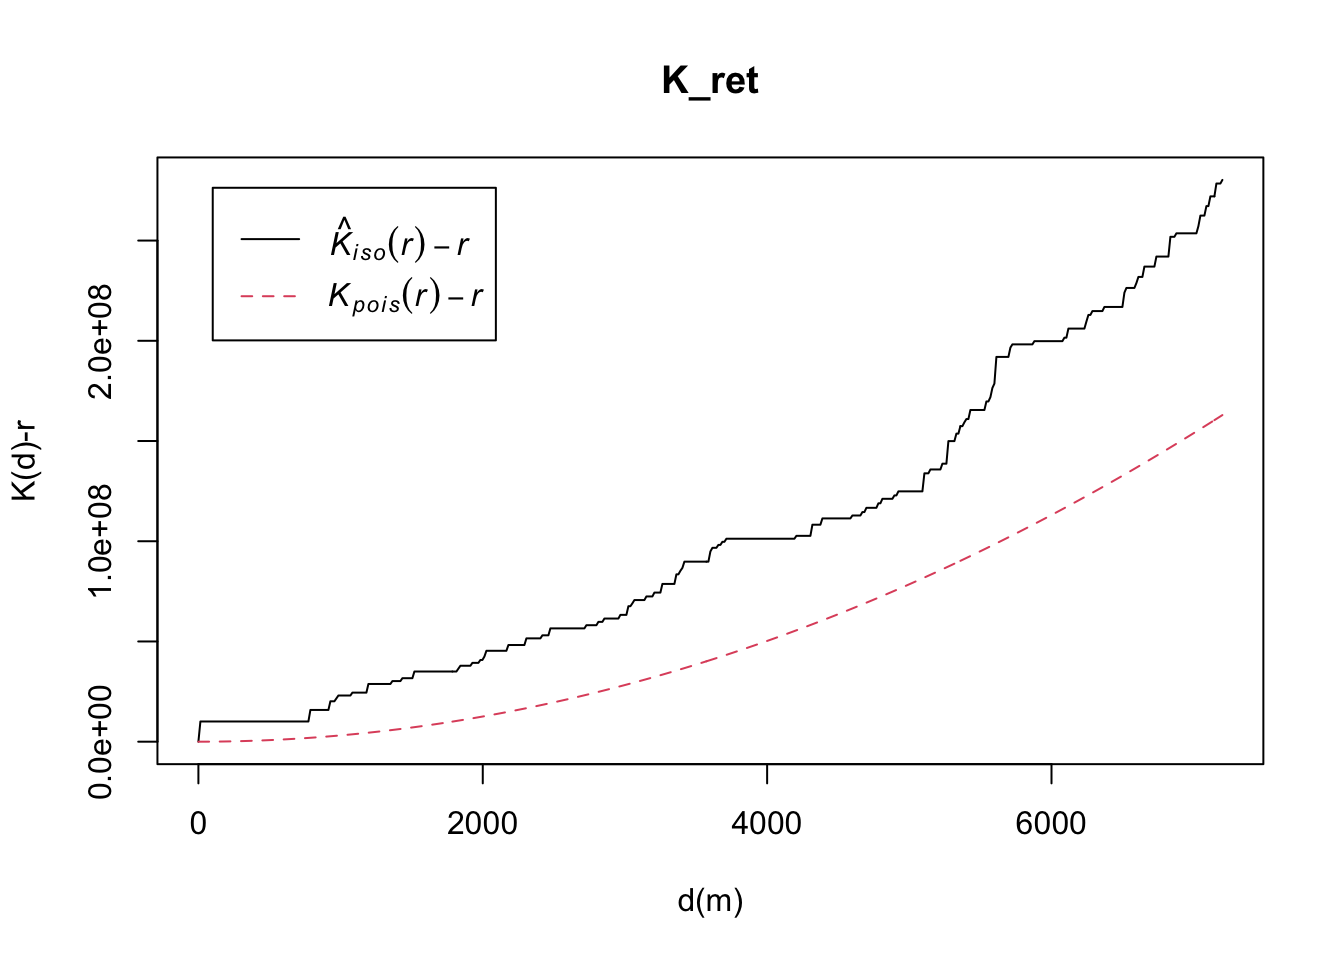 K_ret
K̂iso(r) − r
Kpois(r) − r
K(d)-r
2.0e+08
1.0e+08
0.0e+00
0 2000 4000 6000
d(m)